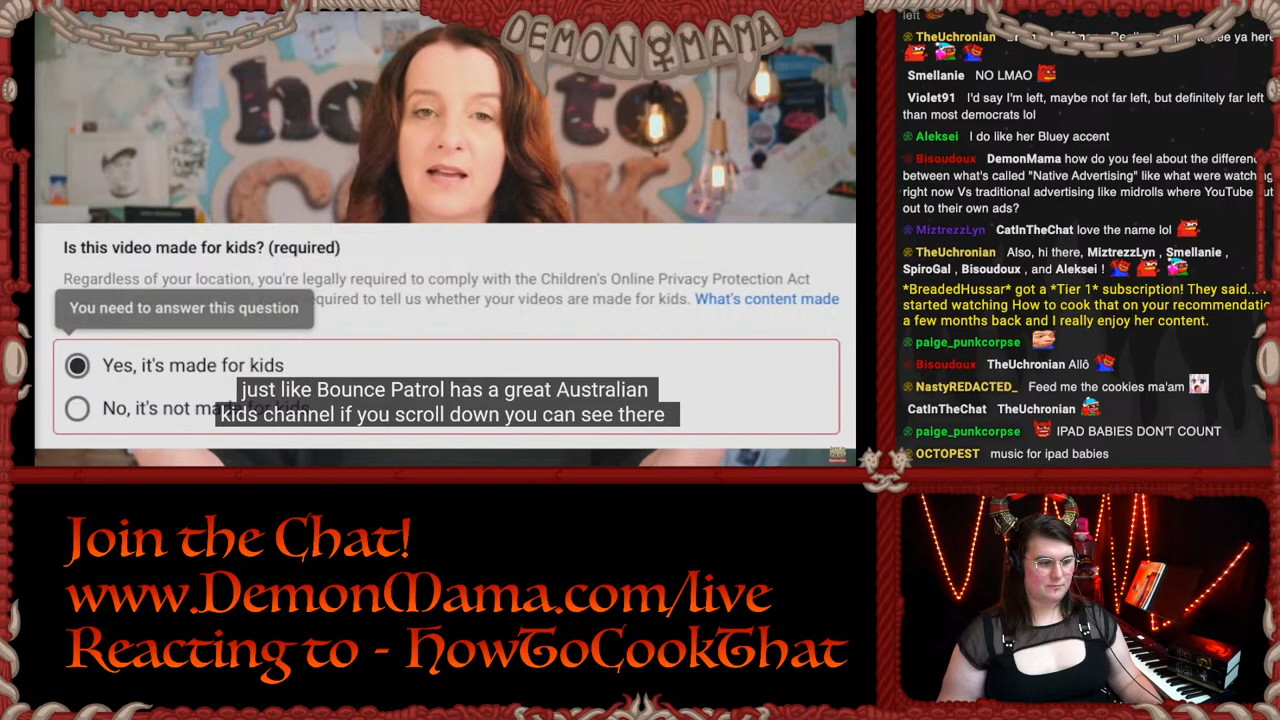 DEMON MAMA
how to
COOK
Is this video made for kids? (required)
Regardless of your location, you're legally required to comply with the Children's Online Privacy Protection Act
equired to tell us whether your videos are made for kids. What's content made
You need to answer this question
Yes, it's made for kids
No, it's not ma
just like Bounce Patrol has a great Australian
kids channel if you scroll down you can see there
left
TheUchronian
Smellanie NO LMAO
Violet91 I'd say I'm left, maybe not far left, but definitely far left
than most democrats lol
Aleksei I do like her Bluey accent
Bisoudoux DemonMama how do you feel about the differenc
between what's called "Native Advertising" like what were watching
right now Vs traditional advertising like midrolls where YouTube ut
out to their own ads?
MiztrezzLyn CatInTheChat love the name lol
TheUchronian Also, hi there, MiztrezzLyn , Smellanie ,
SpiroGal , Bisoudoux , and Aleksei !
*BreadedHussar* got a *Tier 1* subscription! They said...
started watching How to cook that on your recommendatio
a few months back and I really enjoy her content.
paige_punkcorpse
Bisoudoux TheUchronian Allô
NastyREDACTED_ Feed me the cookies ma'am
CatInTheChat TheUchronian
paige_punkcorpse IPAD BABIES DON'T COUNT
OCTOPEST music for ipad babies
Join the Chat!
www.DemonMama.com/live
Reacting to - HowToCookThat